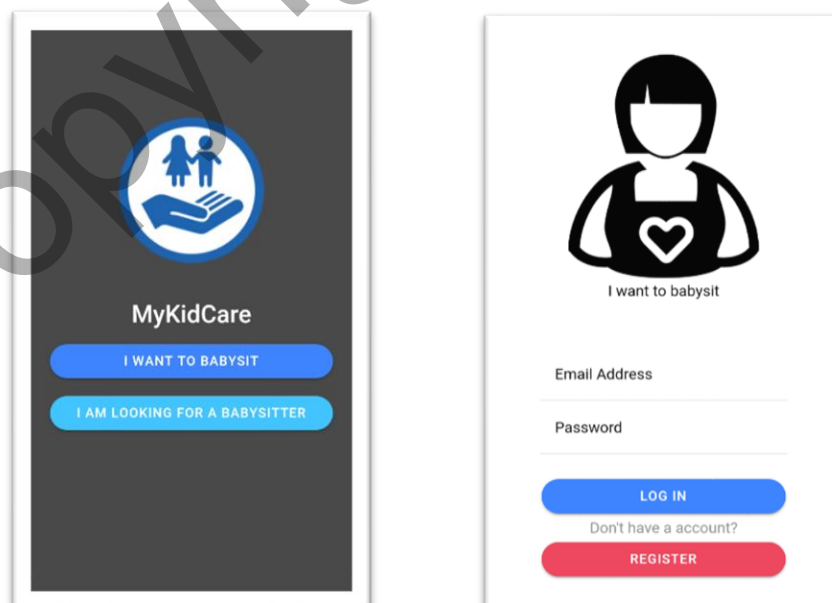 MyKidCare
I WANT TO BABYSIT
I AM LOOKING FOR A BABYSITTER
I want to babysit
Email Address
Password
LOG IN
Don't have a account?
REGISTER